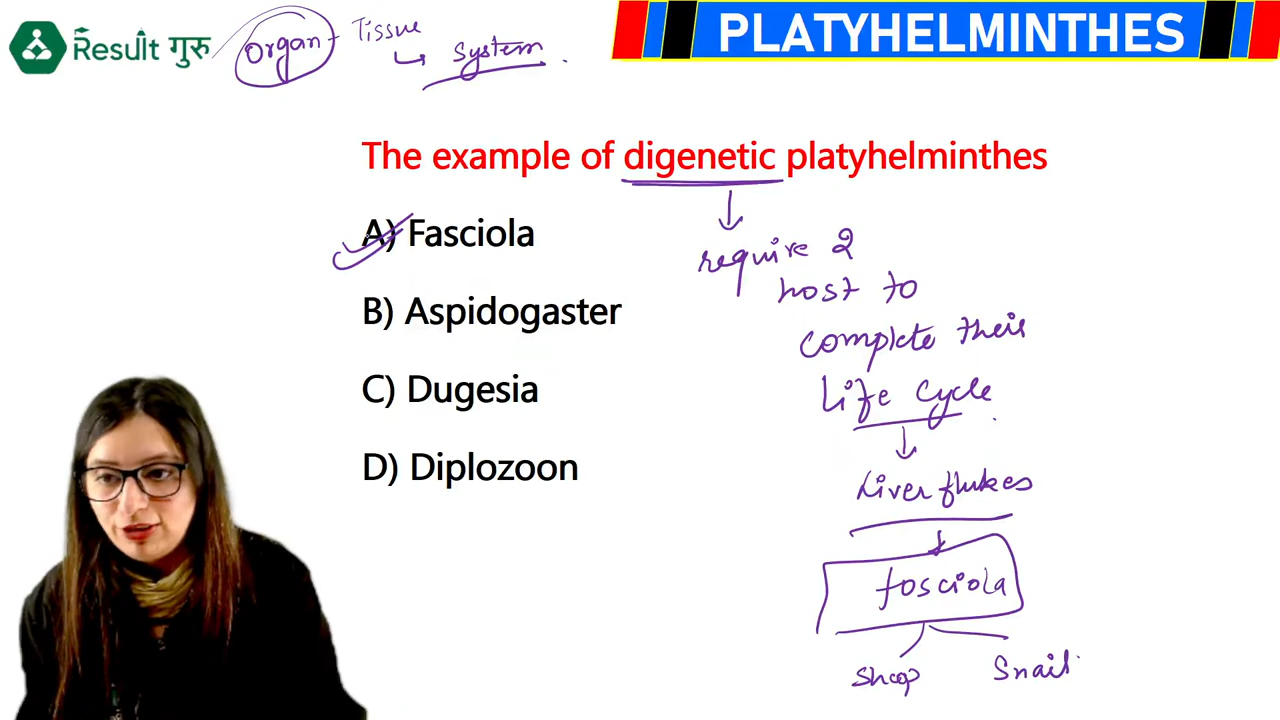 Result गुरु
organ - Tissue
↳ system.
PLATYHELMINTHES
The example of digenetic platyhelminthes
A) Fasciola
B) Aspidogaster
C) Dugesia
D) Diplozoon
require 2
host to
complete their
Life cycle
Liver flukes
fosciola
Sheep Snail